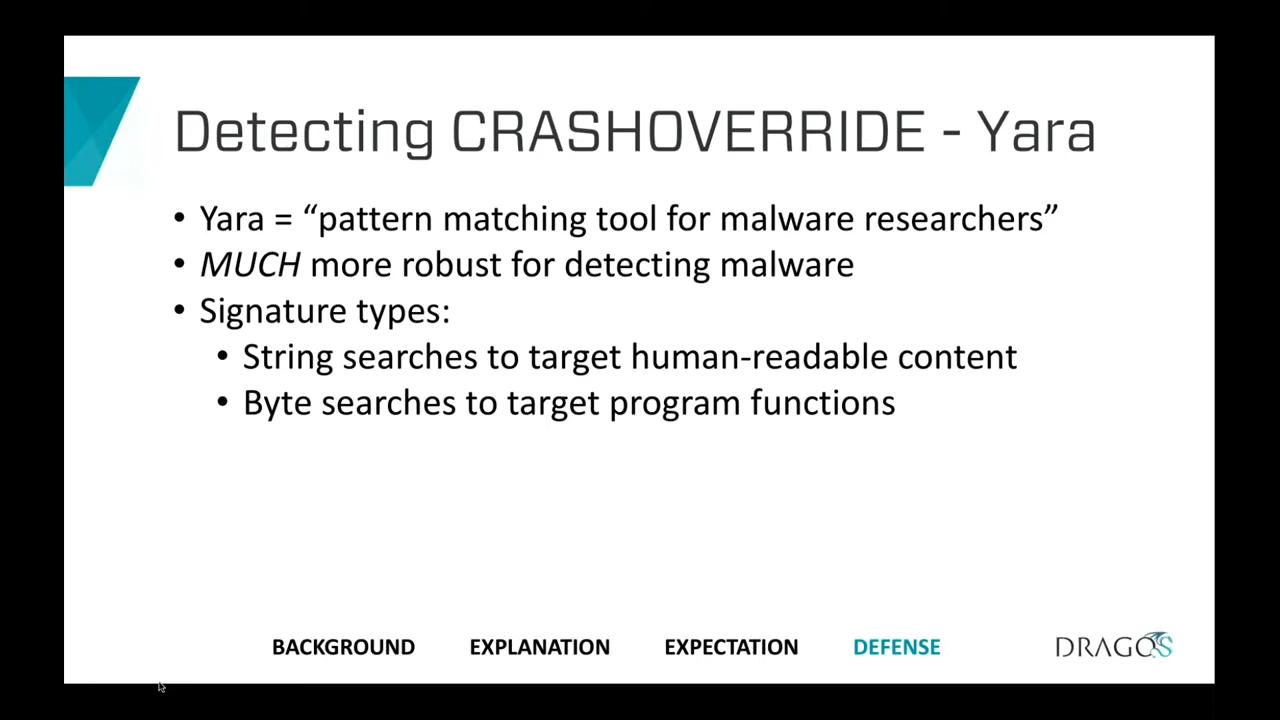 Detecting CRASHOVERRIDE - Yara
• Yara = “pattern matching tool for malware researchers”
• MUCH more robust for detecting malware
• Signature types:
• String searches to target human-readable content
• Byte searches to target program functions
BACKGROUND EXPLANATION EXPECTATION DEFENSE
DRAGOS